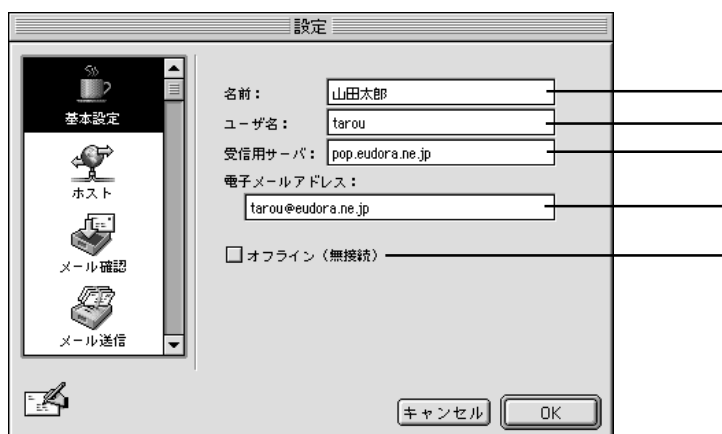 設定
基本設定
ホスト
メール確認
メール送信
名前：
山田太郎
ユーザ名：
tarou
受信用サーバ：
pop.eudora.ne.jp
電子メールアドレス：
tarou@eudora.ne.jp
オフライン（無接続）
キャンセル
OK